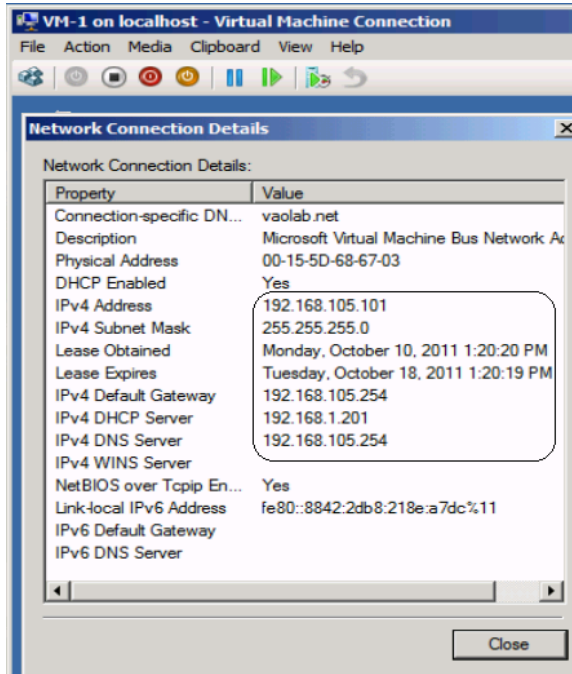 VM-1 on localhost - Virtual Machine Connection
File Action Media Clipboard View Help
Network Connection Details
Network Connection Details:
Property Value
Connection-specific DN... vaolab.net
Description Microsoft Virtual Machine Bus Network Ac
Physical Address 00-15-5D-68-67-03
DHCP Enabled Yes
IPv4 Address 192.168.105.101
IPv4 Subnet Mask 255.255.255.0
Lease Obtained Monday, October 10, 2011 1:20:20 PM
Lease Expires Tuesday, October 18, 2011 1:20:19 PM
IPv4 Default Gateway 192.168.105.254
IPv4 DHCP Server 192.168.1.201
IPv4 DNS Server 192.168.105.254
IPv4 WINS Server
NetBIOS over Tcpip En... Yes
Link-local IPv6 Address fe80::8842:2db8:218e:a7dc%11
IPv6 Default Gateway
IPv6 DNS Server
Close